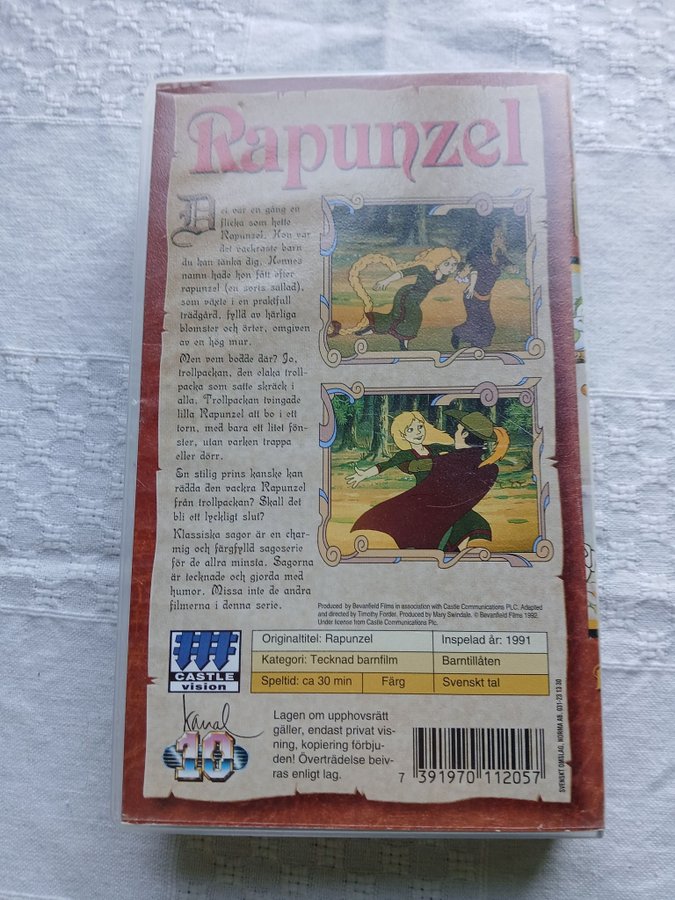 Rapunzel
Det var en gång en
flicka som hette
Rapunzel. Hon var
det vackraste barn
du kan tänka dig. Hennes
namn hade hon fått efter
rapunzel (en sorts sallad),
som växte i en praktfull
trädgård, fylld av härliga
blomster och örter, omgiven
av en hög mur.
Men vem bodde där? Jo,
trollpackan, den elaka troll-
packa som satte skräck i
alla. Trollpackan tvingade
lilla Rapunzel att bo i ett
torn, med bara ett litet fön-
ster, utan varken trappa
eller dörr.
En stilig prins kanske kan
rädda den vackra Rapunzel
från trollpackan? Skall det
bli ett lyckligt slut?
Klassiska sagor är en char-
mig och färgfylld sagoserie
för de allra minsta. Sagorna
är tecknade och gjorda med
humor. Missa inte de andra
filmerna i denna serie.
Produced by Bevanfield Films in association with Castle Communications PLC. Adapted
and directed by Timothy Forder. Produced by Mary Swindale. © Bevanfield Films 1992.
Under license from Castle Communications Plc.
CASTLE
vision
Originaltitel: Rapunzel Inspelad år: 1991
Kategori: Tecknad barnfilm Barntillåten
Speltid: ca 30 min Färg Svenskt tal
kanal
10
Lagen om upphovsrätt
gäller, endast privat vis-
ning, kopiering förbju-
den! Överträdelse beiv-
ras enligt lag.
7 391970 112057
SVENSKT OMSLAG, NORMA AB. 031-23 13 30